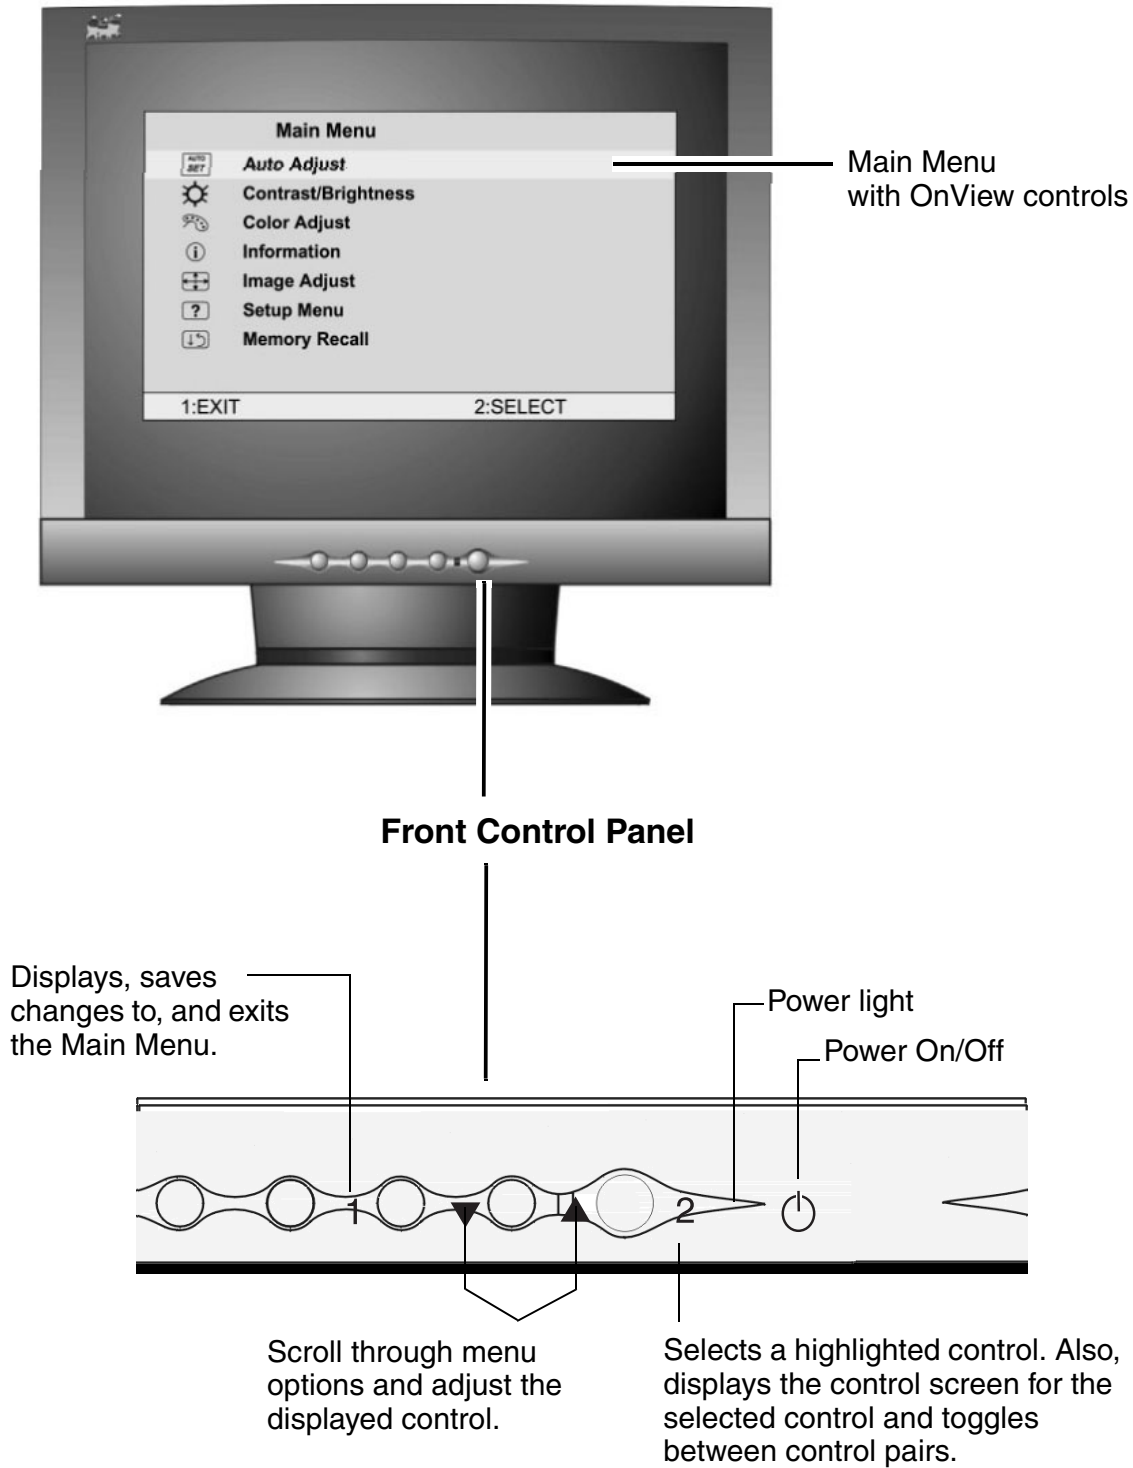 Main Menu
AUTO
SET
Auto Adjust
Contrast/Brightness
Color Adjust
Information
Image Adjust
Setup Menu
Memory Recall
1:EXIT 2:SELECT
Main Menu
with OnView controls
Front Control Panel
Displays, saves
changes to, and exits
the Main Menu.
Power light
Power On/Off
1
2
Scroll through menu
options and adjust the
displayed control.
Selects a highlighted control. Also,
displays the control screen for the
selected control and toggles
between control pairs.